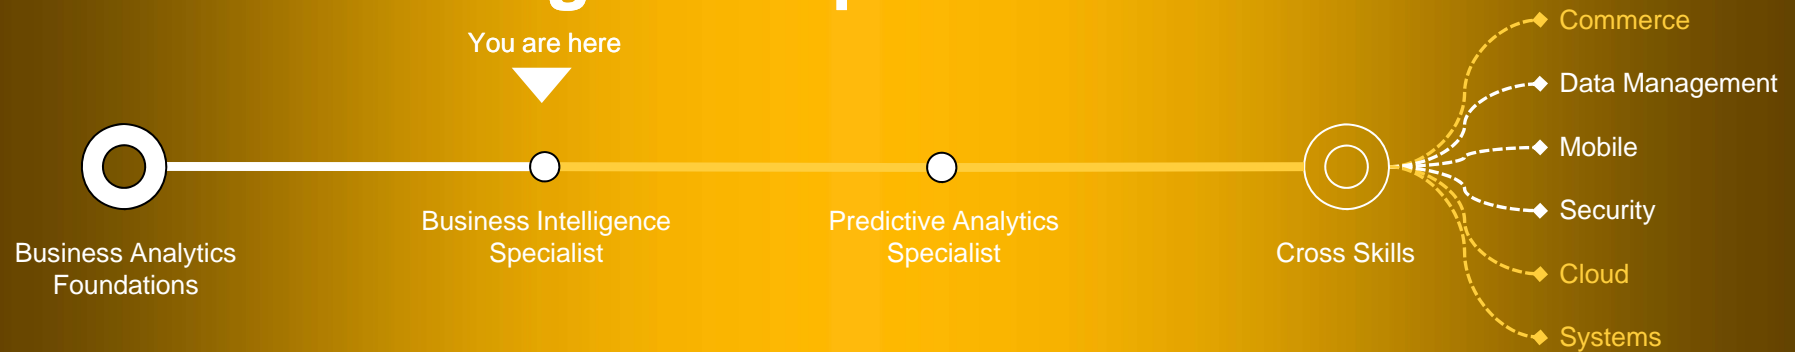 You are here
Business Analytics
Foundations
Business Intelligence
Specialist
Predictive Analytics
Specialist
Cross Skills
Commerce
Data Management
Mobile
Security
Cloud
Systems